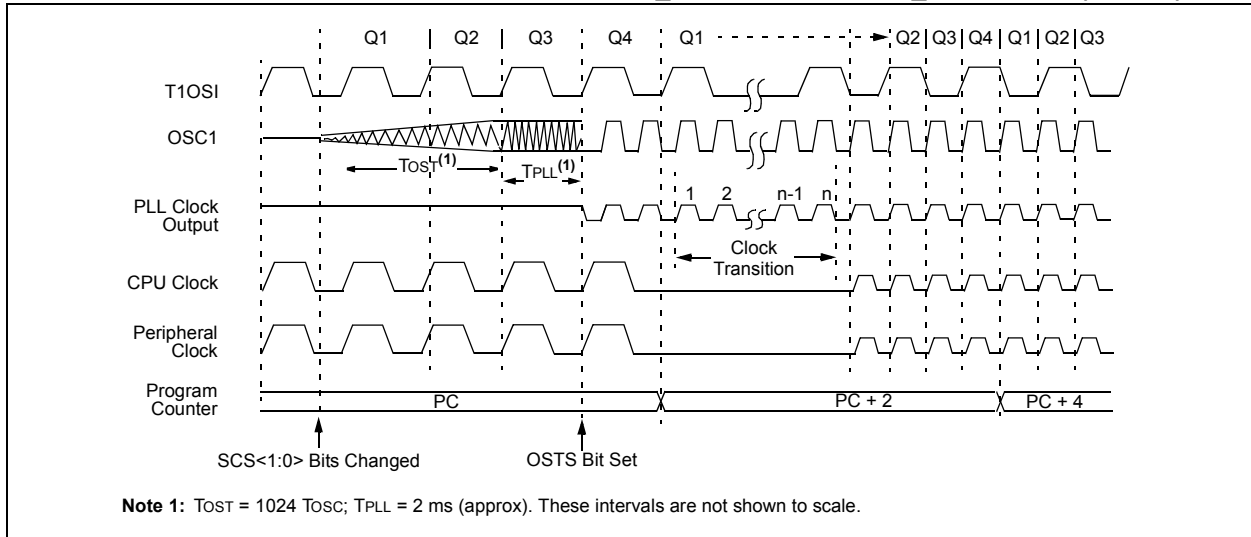 Q1 Q2 Q3 Q4 Q1 Q2 Q3 Q4 Q1 Q2 Q3
T1OSI
OSC1
TOST(1)
TPLL(1)
1 2 n-1 n
PLL Clock
Output
Clock
Transition
CPU Clock
Peripheral
Clock
Program
Counter
PC PC + 2 PC + 4
SCS<1:0> Bits Changed OSTS Bit Set
Note 1: TOST = 1024 TOSC; TPLL = 2 ms (approx). These intervals are not shown to scale.